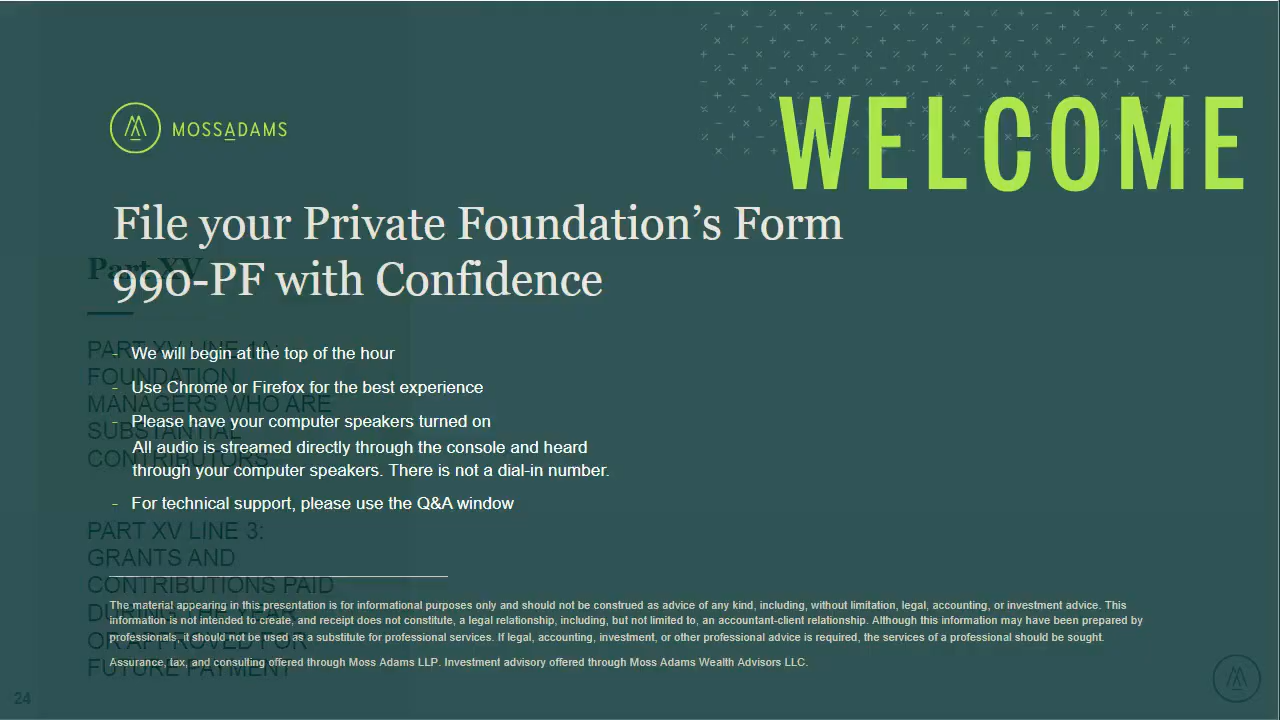 WELCOME
MOSSADAMS
File your Private Foundation’s Form
990-PF with Confidence
Part XV
- We will begin at the top of the hour
- Use Chrome or Firefox for the best experience
- Please have your computer speakers turned on
All audio is streamed directly through the console and heard
through your computer speakers. There is not a dial-in number.
- For technical support, please use the Q&A window
PART XV LINE 1A:
FOUNDATION
MANAGERS WHO ARE
SUBSTANTIAL
CONTRIBUTORS
PART XV LINE 3:
GRANTS AND
CONTRIBUTIONS PAID
DURING THE YEAR
OR APPROVED FOR
FUTURE PAYMENT
The material appearing in this presentation is for informational purposes only and should not be construed as advice of any kind, including, without limitation, legal, accounting, or investment advice. This
information is not intended to create, and receipt does not constitute, a legal relationship, including, but not limited to, an accountant-client relationship. Although this information may have been prepared by
professionals, it should not be used as a substitute for professional services. If legal, accounting, investment, or other professional advice is required, the services of a professional should be sought.
Assurance, tax, and consulting offered through Moss Adams LLP. Investment advisory offered through Moss Adams Wealth Advisors LLC.
24